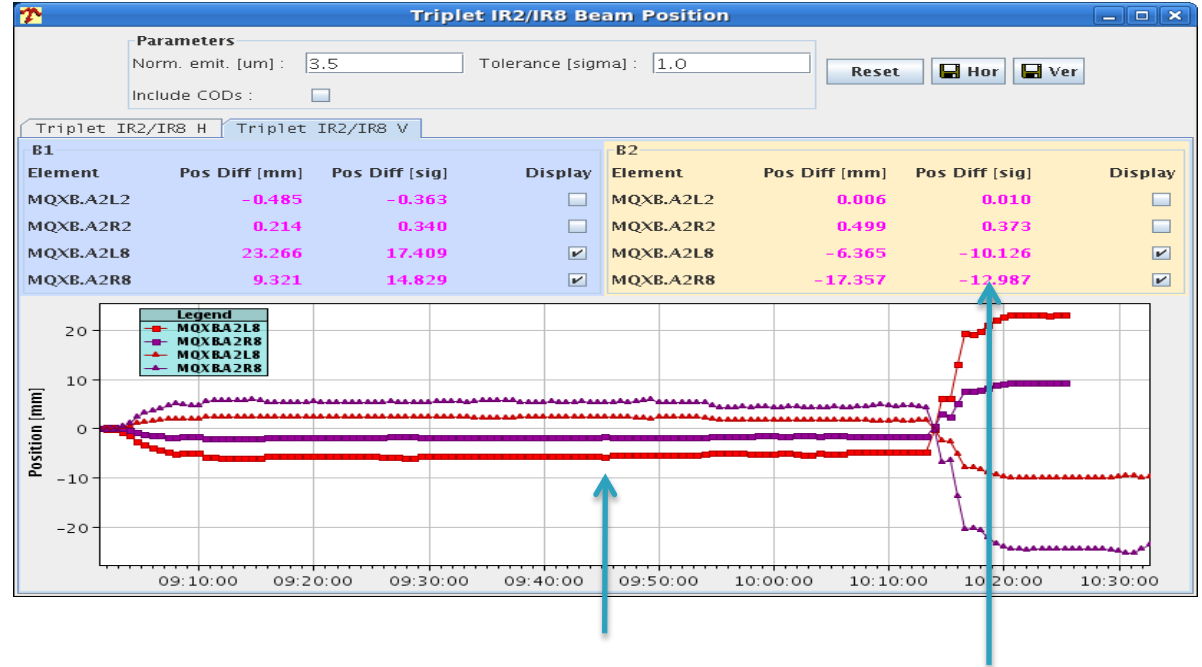 Triplet IR2/IR8 Beam Position
Parameters
Norm. emit. [um] : 3.5 Tolerance [sigma] : 1.0
Reset Hor Ver
Include CODs :
Triplet IR2/IR8 H Triplet IR2/IR8 V
B1
Element Pos Diff [mm] Pos Diff [sig] Display
MQXB.A2L2 -0.485 -0.363
MQXB.A2R2 0.214 0.340
MQXB.A2L8 23.266 17.409
MQXB.A2R8 9.321 14.829
B2
Element Pos Diff [mm] Pos Diff [sig] Display
MQXB.A2L2 0.006 0.010
MQXB.A2R2 0.499 0.373
MQXB.A2L8 -6.365 -10.126
MQXB.A2R8 -17.357 -12.987
Legend
MQXBA2L8
MQXBA2R8
MQXBA2L8
MQXBA2R8
Position [mm]
20
10
0
-10
-20
09:10:00 09:20:00 09:30:00 09:40:00 09:50:00 10:00:00 10:10:00 10:20:00 10:30:00